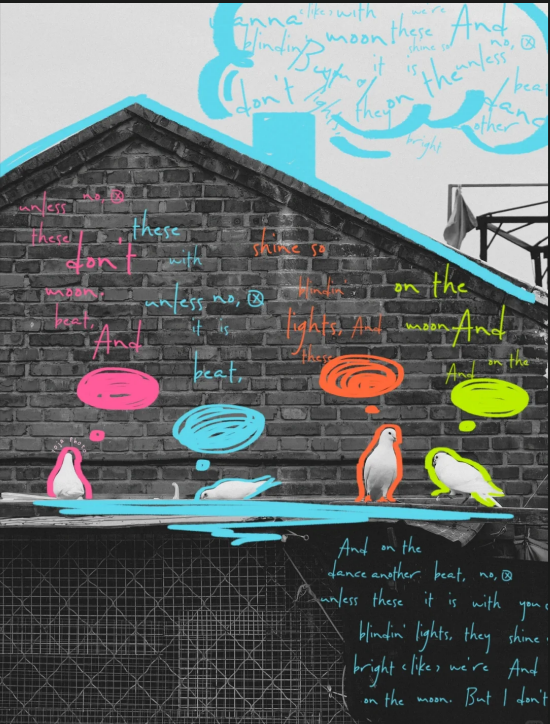 wanna <like> with we're And
blindin' moon these no, ⓧ
Beyond it is shine so unless
don't lights, they on the bea
other dang
bright
unless no, ⓧ
these
don't
moon.
beat,
And
these
with
unless no, ⓧ
it is
beat,
shine so
blindin'
lights, And
these
on the
moon And
And on the
And on the
dance another beat, no, ⓧ
unless these it is with you
blindin' lights, they shine
bright <like> we're And
on the moon. But I don't